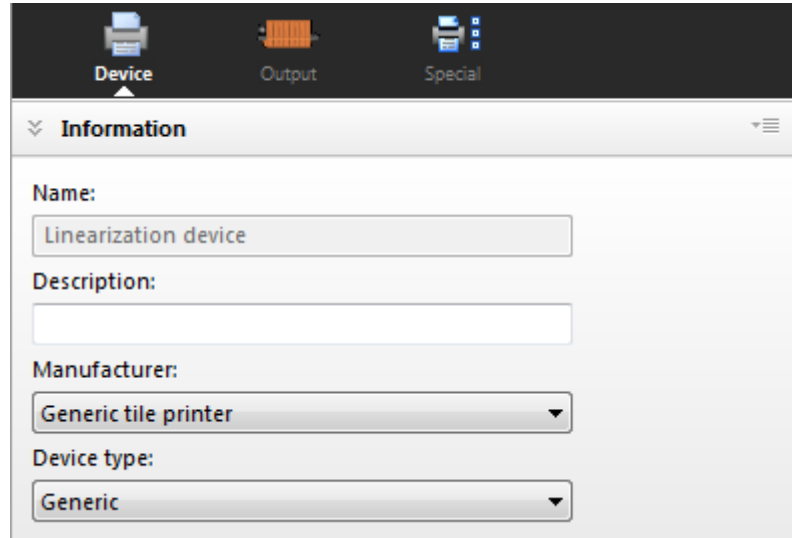 Device Output Special
Information
Name:
Linearization device
Description:
Manufacturer:
Generic tile printer
Device type:
Generic